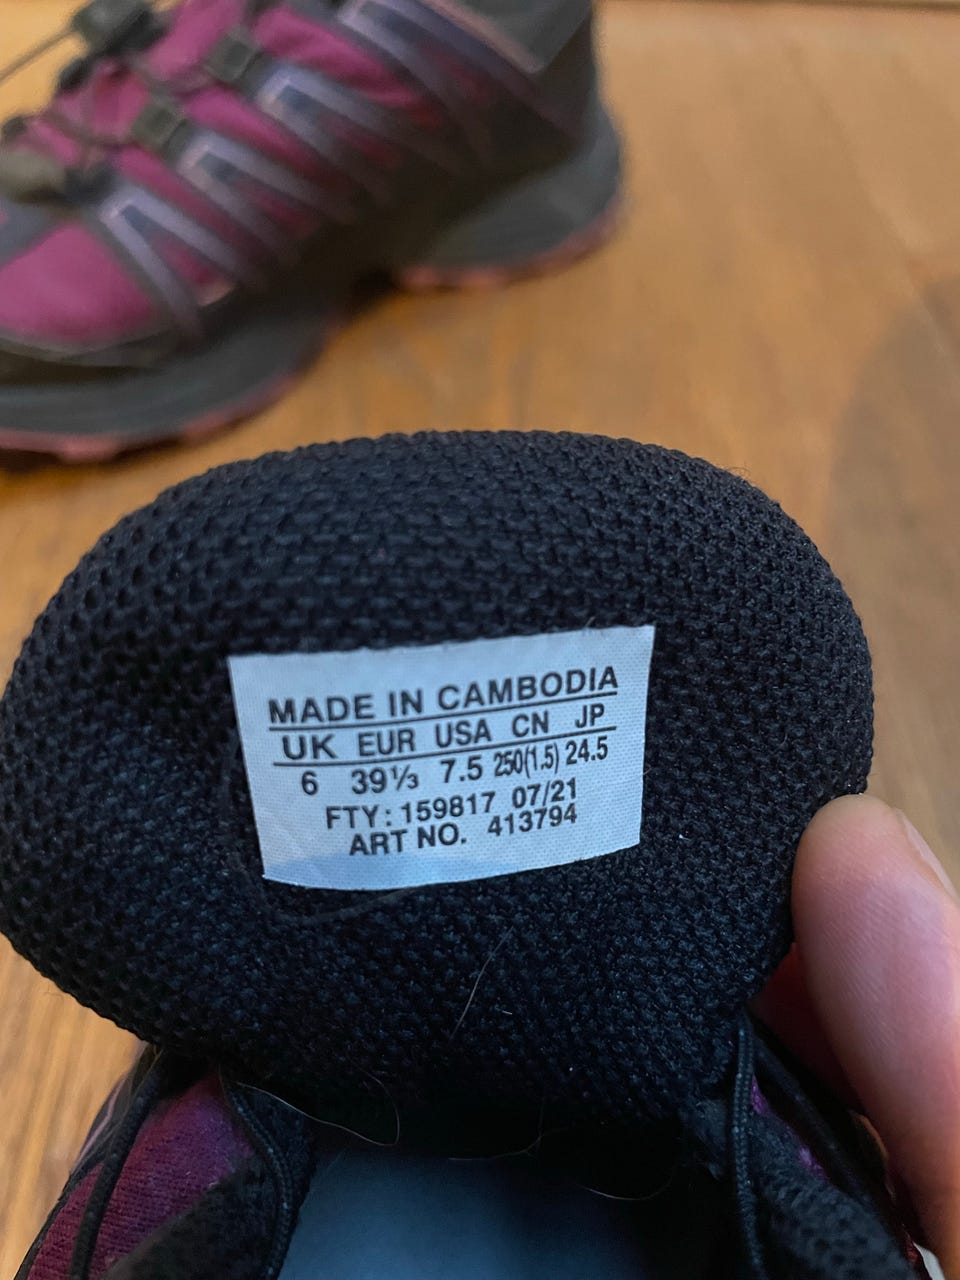 MADE IN CAMBODIA
UK EUR USA CN JP
6 39⅓ 7.5 250(1.5) 24.5
FTY: 159817 07/21
ART NO. 413794